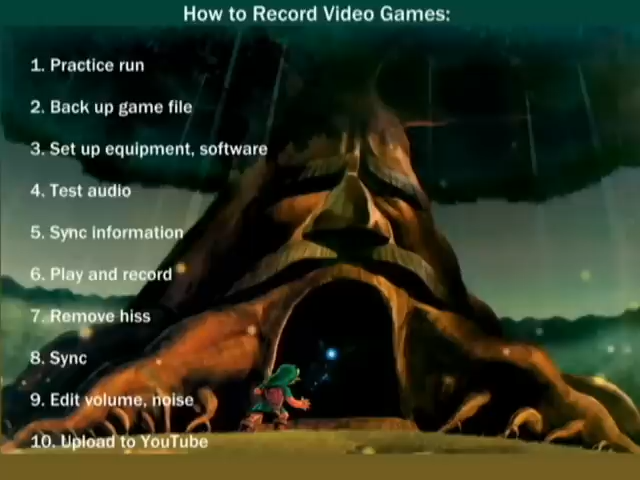 How to Record Video Games:
1. Practice run
2. Back up game file
3. Set up equipment, software
4. Test audio
5. Sync information
6. Play and record
7. Remove hiss
8. Sync
9. Edit volume, noise
10. Upload to YouTube